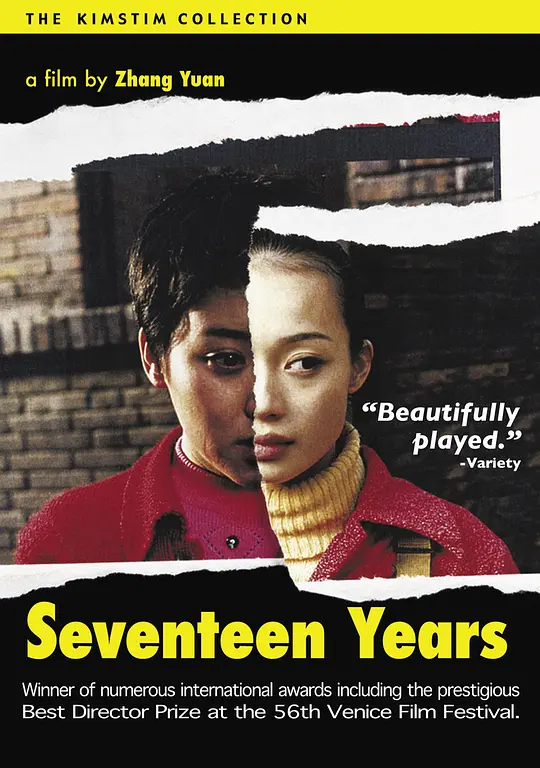 THE KIMSTIM COLLECTION
a film by Zhang Yuan
“Beautifully
played.”
-Variety
Seventeen Years
Winner of numerous international awards including the prestigious
Best Director Prize at the 56th Venice Film Festival.